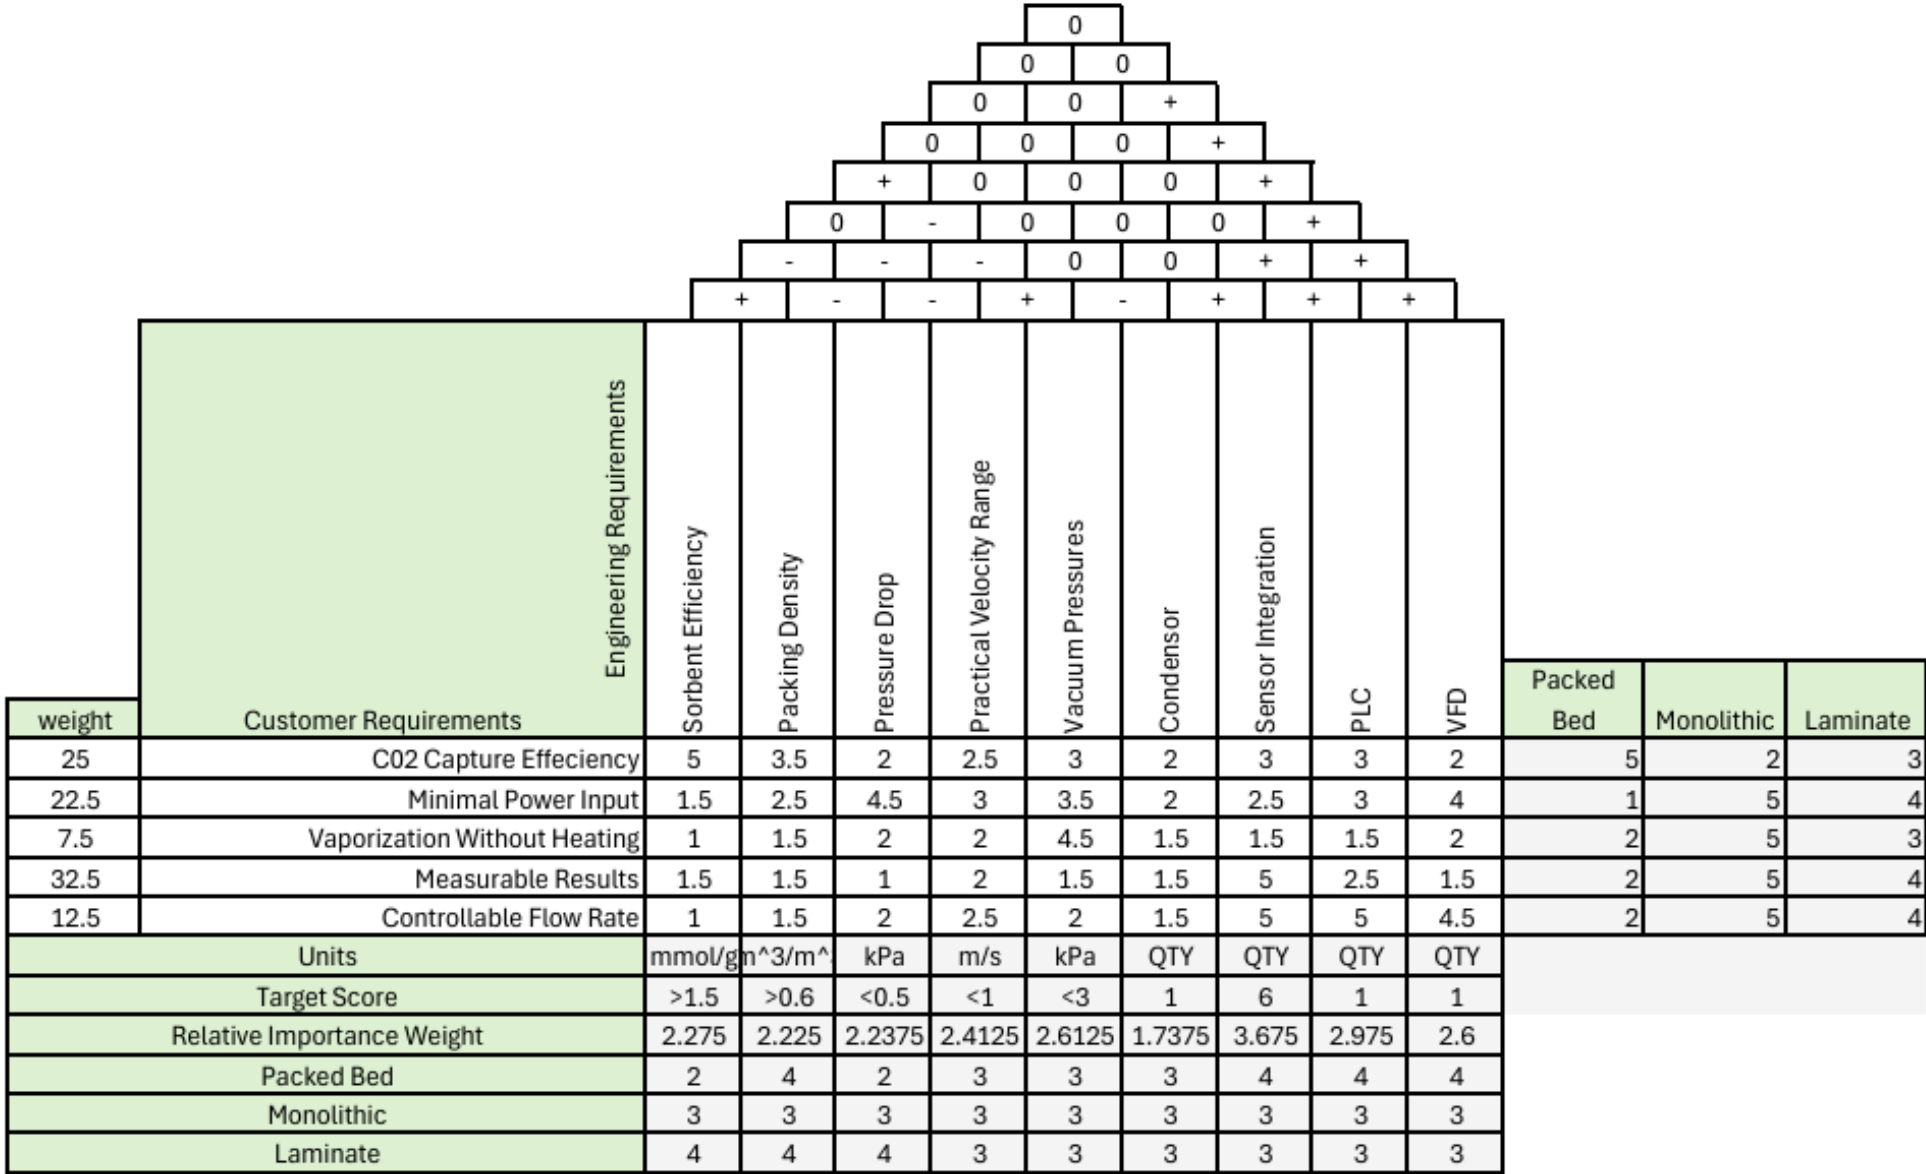 0
0 0
0 0 +
0 0 0 +
+ 0 0 0 +
0 - 0 0 0 +
- - - 0 0 + +
+ - - + - + + +
Engineering Requirements
Sorbent Efficiency
Packing Density
Pressure Drop
Practical Velocity Range
Vacuum Pressures
Condensor
Sensor Integration
PLC
VFD
Packed
Bed Monolithic Laminate
weight Customer Requirements
25 C02 Capture Effeciency 5 3.5 2 2.5 3 2 3 3 2 5 2 3
22.5 Minimal Power Input 1.5 2.5 4.5 3 3.5 2 2.5 3 4 1 5 4
7.5 Vaporization Without Heating 1 1.5 2 2 4.5 1.5 1.5 1.5 2 2 5 3
32.5 Measurable Results 1.5 1.5 1 2 1.5 1.5 5 2.5 1.5 2 5 4
12.5 Controllable Flow Rate 1 1.5 2 2.5 2 1.5 5 5 4.5 2 5 4
Units mmol/g m^3/m^ kPa m/s kPa QTY QTY QTY QTY
Target Score >1.5 >0.6 <0.5 <1 <3 1 6 1 1
Relative Importance Weight 2.275 2.225 2.2375 2.4125 2.6125 1.7375 3.675 2.975 2.6
Packed Bed 2 4 2 3 3 3 4 4 4
Monolithic 3 3 3 3 3 3 3 3 3
Laminate 4 4 4 3 3 3 3 3 3